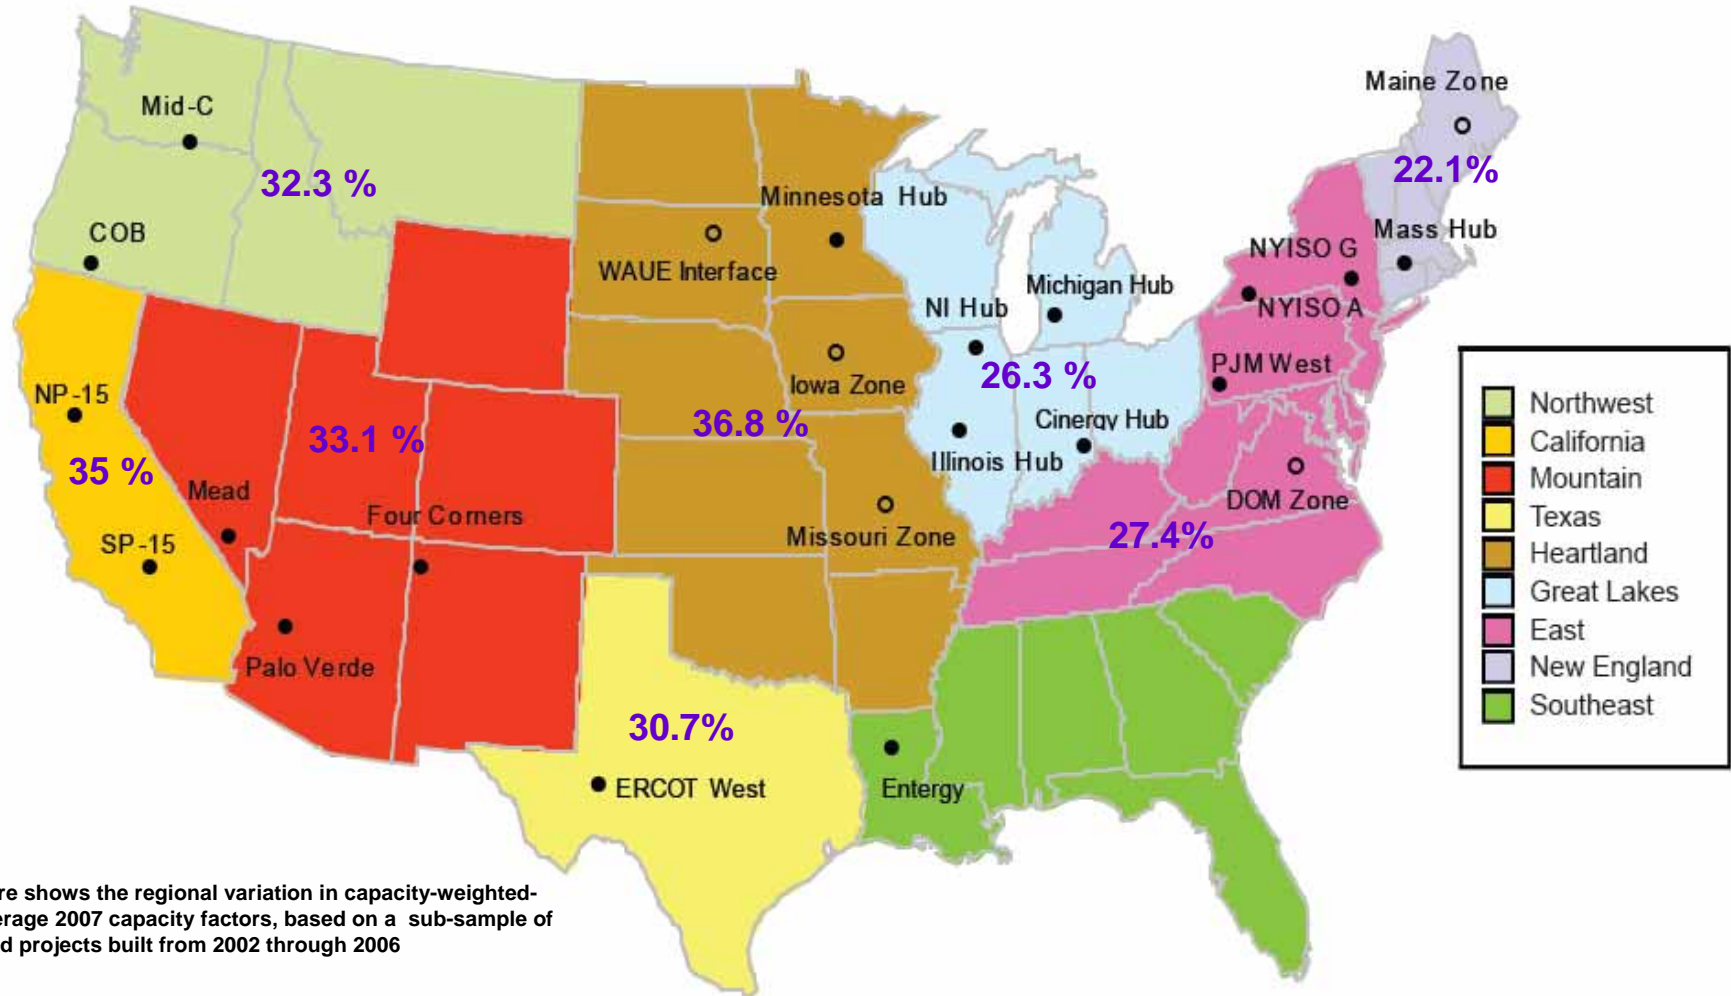 Maine Zone
Mid-C
22.1%
32.3 %
Minnesota Hub
COB
Mass Hub
NYISO G
WAUE Interface
Michigan Hub
NI Hub
NYISO A
PJM West
26.3 %
Iowa Zone
NP-15
Cinergy Hub
36.8 %
33.1 %
35 %
Illinois Hub
Mead
DOM Zone
Four Corners
Missouri Zone
27.4%
SP-15
Palo Verde
30.7%
ERCOT West
Entergy
Northwest
California
Mountain
Texas
Heartland
Great Lakes
East
New England
Southeast
shows the regional variation in capacity-weighted-
2007 capacity factors, based on a sub-sample of
projects built from 2002 through 2006